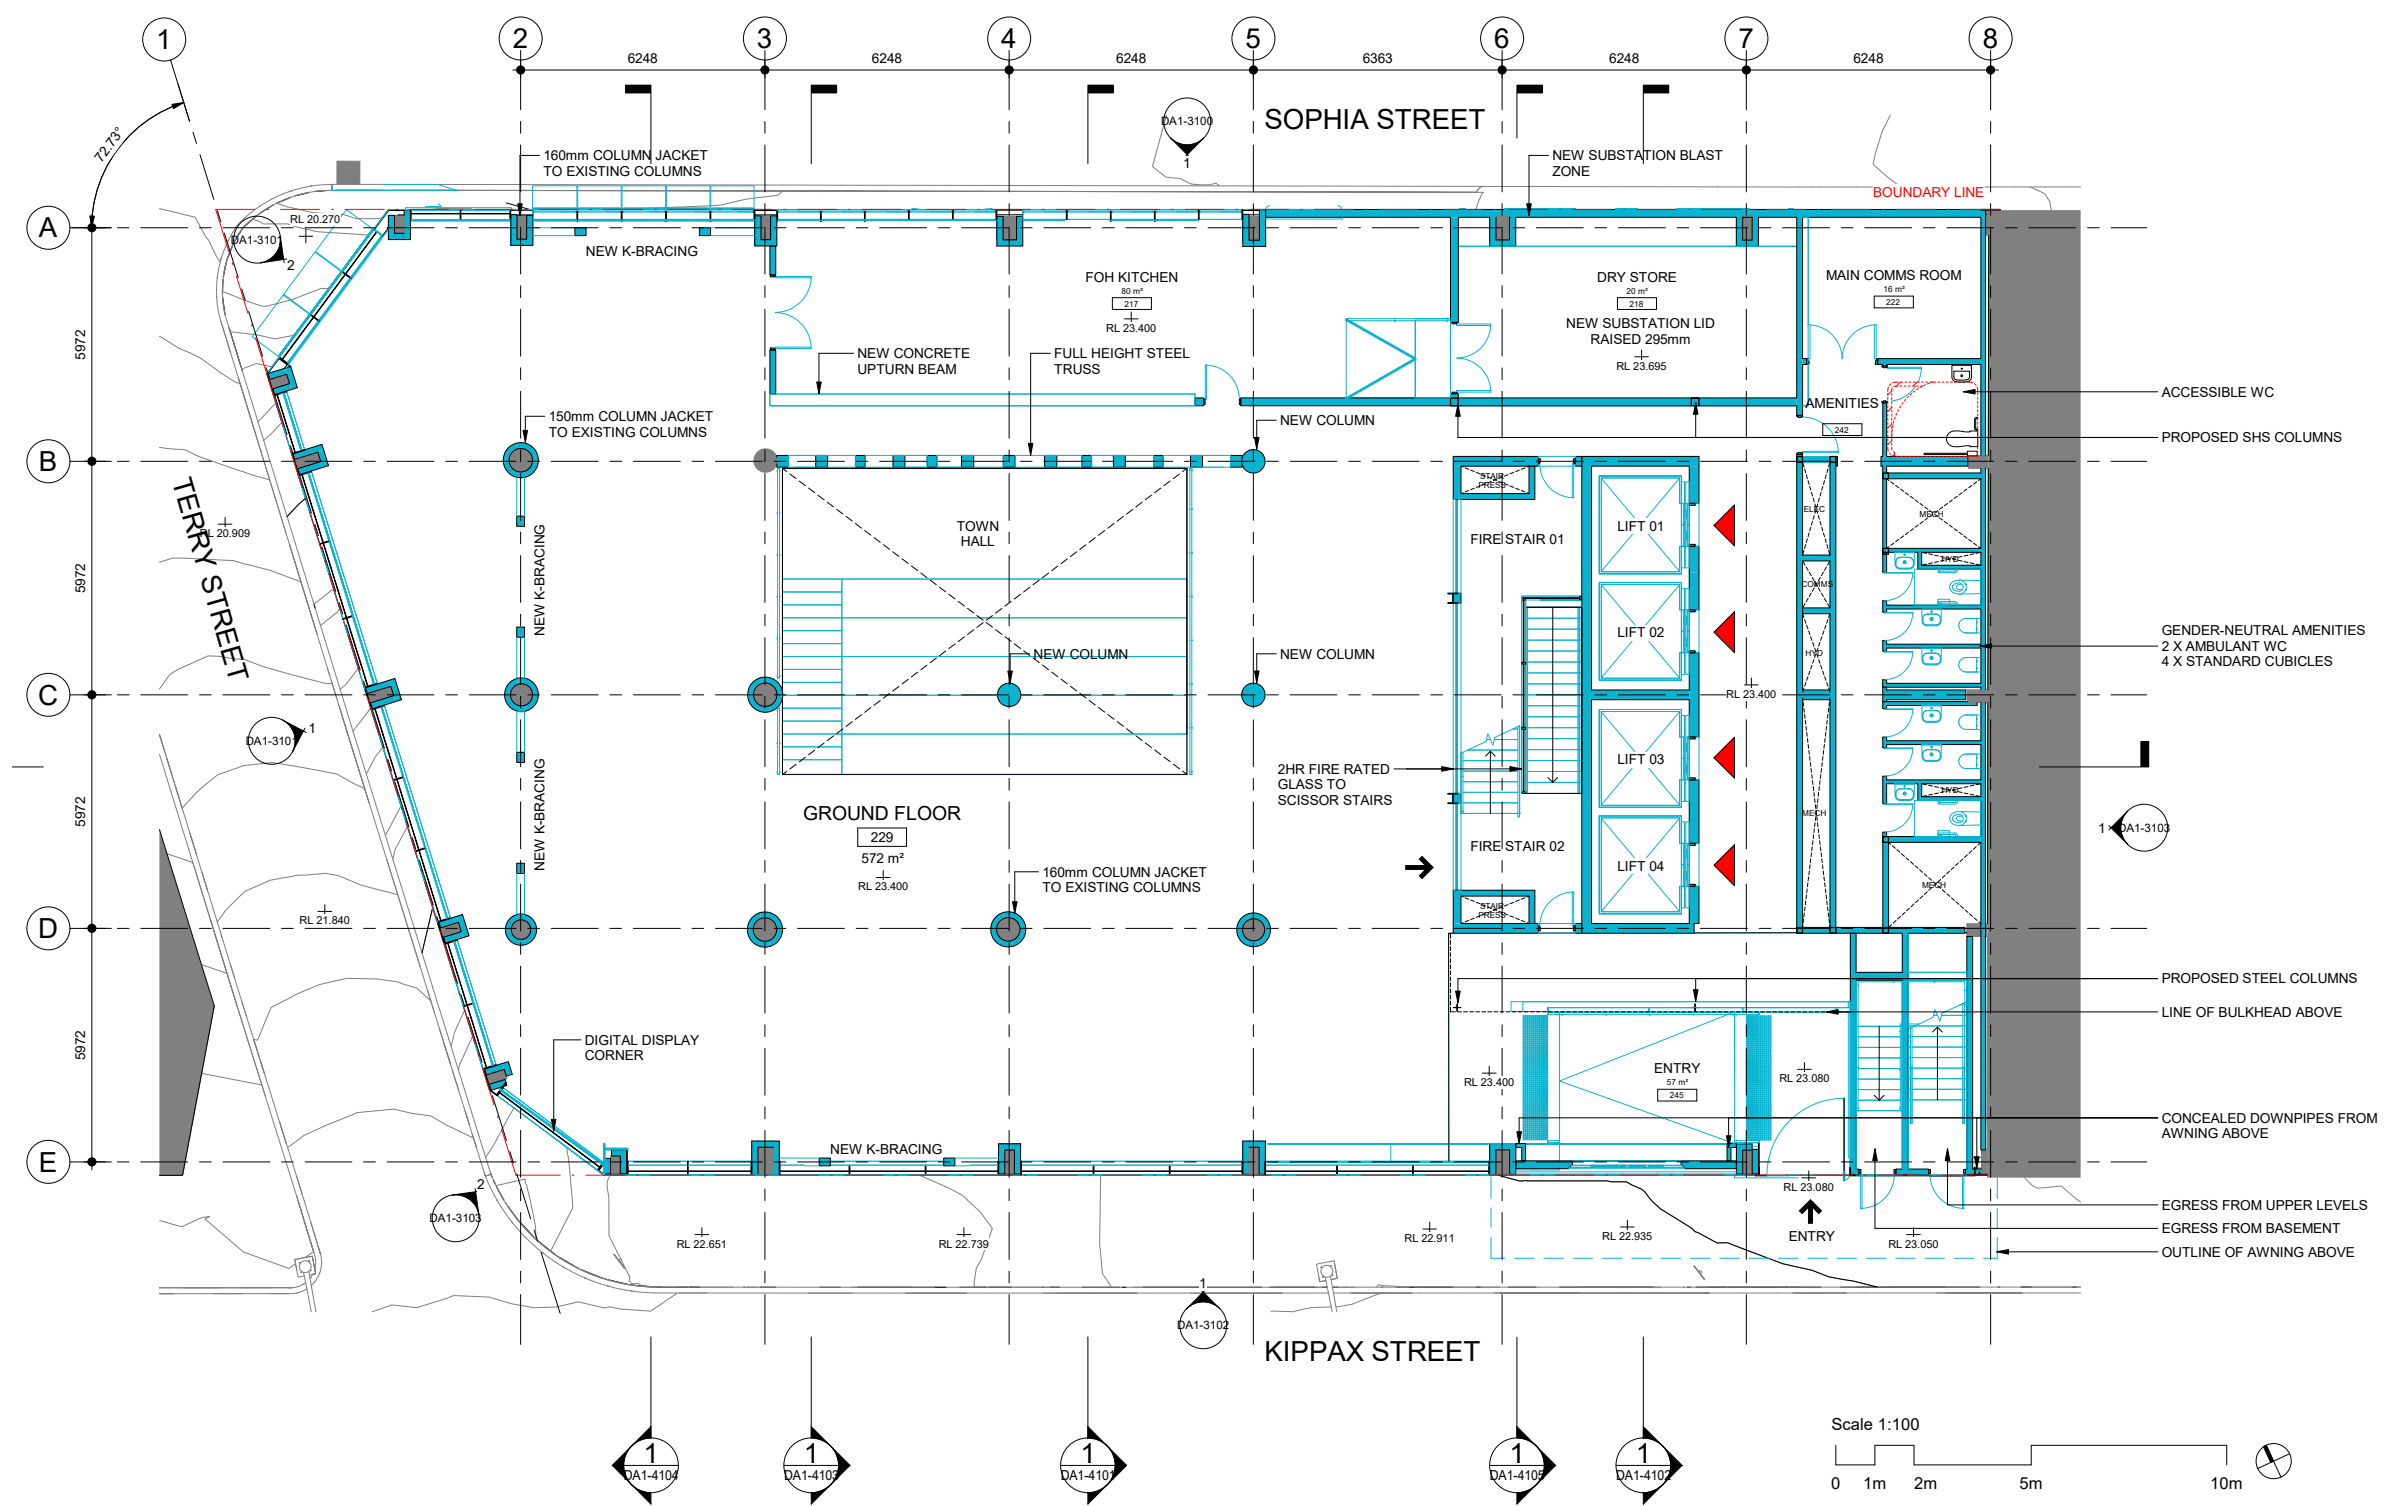 1
2
3
4
5
6
7
8
6248
6248
6248
6363
6248
6248
72.73°
SOPHIA STREET
DA1-3100
1
160mm COLUMN JACKET
TO EXISTING COLUMNS
NEW SUBSTATION BLAST
ZONE
BOUNDARY LINE
A
RL 20.270
DA1-3101
2
NEW K-BRACING
FOH KITCHEN
80 m²
217
RL 23.400
DRY STORE
20 m²
218
NEW SUBSTATION LID
RAISED 295mm
RL 23.695
MAIN COMMS ROOM
16 m²
222
5972
NEW CONCRETE
UPTURN BEAM
FULL HEIGHT STEEL
TRUSS
ACCESSIBLE WC
AMENITIES
242
150mm COLUMN JACKET
TO EXISTING COLUMNS
NEW COLUMN
PROPOSED SHS COLUMNS
B
STAIR
PRESS
TERRY STREET
RL 20.909
TOWN
HALL
NEW K-BRACING
FIRE STAIR 01
LIFT 01
ELEC
MECH
HYD
5972
COMMS
LIFT 02
HYD
GENDER-NEUTRAL AMENITIES
2 X AMBULANT WC
4 X STANDARD CUBICLES
NEW COLUMN
NEW COLUMN
C
RL 23.400
DA1-3101
1
2HR FIRE RATED
GLASS TO
SCISSOR STAIRS
LIFT 03
HYD
5972
NEW K-BRACING
GROUND FLOOR
229
572 m²
RL 23.400
MECH
1
DA1-3103
FIRE STAIR 02
LIFT 04
160mm COLUMN JACKET
TO EXISTING COLUMNS
MECH
STAIR
PRESS
RL 21.840
D
PROPOSED STEEL COLUMNS
LINE OF BULKHEAD ABOVE
5972
DIGITAL DISPLAY
CORNER
RL 23.400
ENTRY
57 m²
245
RL 23.080
CONCEALED DOWNPIPES FROM
AWNING ABOVE
NEW K-BRACING
E
2
DA1-3103
RL 23.080
EGRESS FROM UPPER LEVELS
EGRESS FROM BASEMENT
OUTLINE OF AWNING ABOVE
RL 22.651
RL 22.739
RL 22.911
RL 22.935
ENTRY
RL 23.050
1
DA1-3102
KIPPAX STREET
1
DA1-4104
1
DA1-4103
1
DA1-4101
1
DA1-4105
1
DA1-4102
Scale 1:100
0
1m
2m
5m
10m